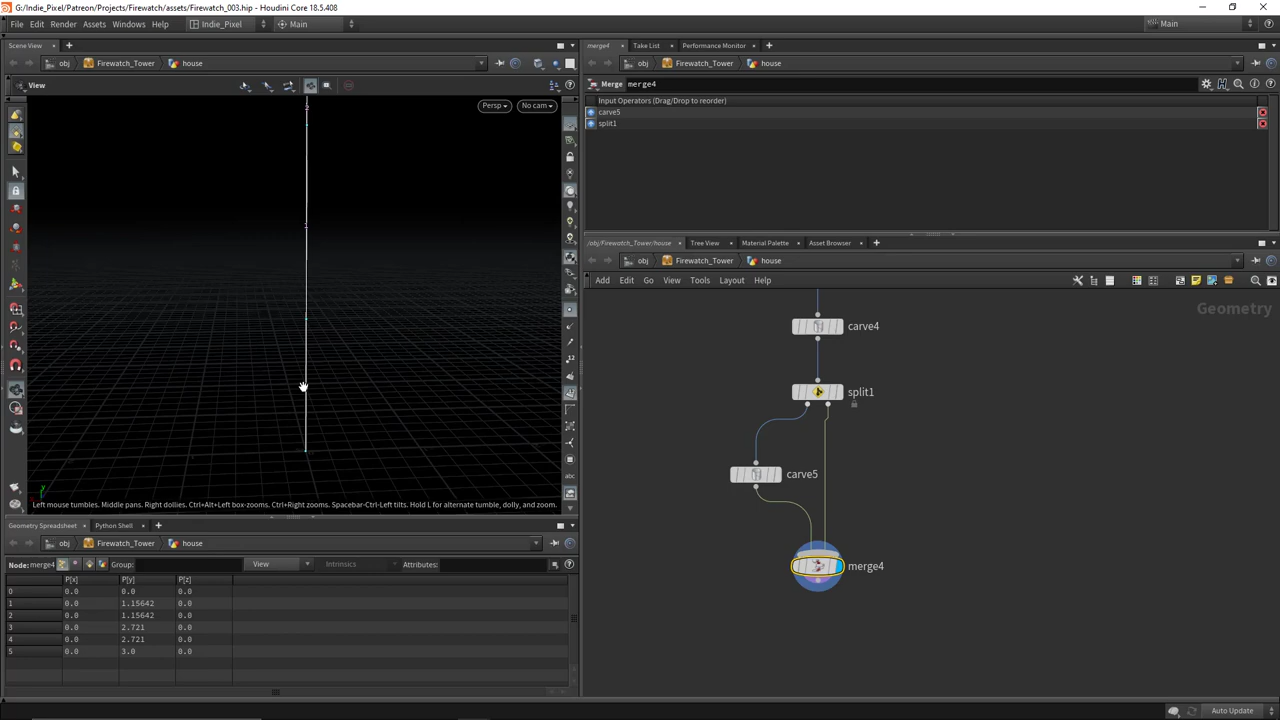 G:/Indie_Pixel/Patreon/Projects/Firewatch/assets/Firewatch_003.hip - Houdini Core 18.5.408
File Edit Render Assets Windows Help Indie_Pixel Main Main
Scene View
obj Firewatch_Tower house
View
Persp No cam
Left mouse tumbles. Middle pans. Right dollies. Ctrl+Alt+Left box-zooms. Ctrl+Right zooms. Spacebar-Ctrl-Left tilts. Hold L for alternate tumble, dolly, and zoom.
Geometry Spreadsheet Python Shell
obj Firewatch_Tower house
Node: merge4 Group: View Intrinsics Attributes:
P[x] P[y] P[z]
0 0.0 0.0 0.0
1 0.0 1.15642 0.0
2 0.0 1.15642 0.0
3 0.0 2.721 0.0
4 0.0 2.721 0.0
5 0.0 3.0 0.0
merge4 Take List Performance Monitor
obj Firewatch_Tower house
Merge merge4
Input Operators (Drag/Drop to reorder)
carve5
split1
/obj/Firewatch_Tower/house Tree View Material Palette Asset Browser
obj Firewatch_Tower house
Add Edit Go View Tools Layout Help
Geometry
carve4
split1
carve5
merge4
Auto Update